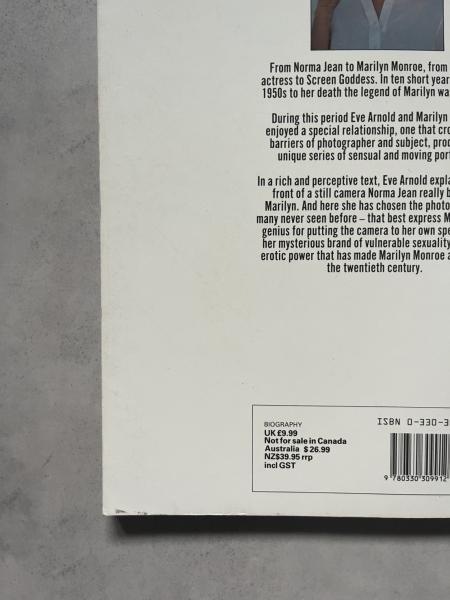 From Norma Jean to Marilyn Monroe, from
actress to Screen Goddess. In ten short year
1950s to her death the legend of Marilyn wa
During this period Eve Arnold and Marilyn
enjoyed a special relationship, one that cro
barriers of photographer and subject, prod
unique series of sensual and moving port
In a rich and perceptive text, Eve Arnold expla
front of a still camera Norma Jean really b
Marilyn. And here she has chosen the photo
many never seen before – that best express M
genius for putting the camera to her own spe
her mysterious brand of vulnerable sexuality
erotic power that has made Marilyn Monroe a
the twentieth century.
BIOGRAPHY
UK £9.99
Not for sale in Canada
Australia $26.99
NZ$39.95 rrp
incl GST
ISBN 0-330-3
9 780330 309912